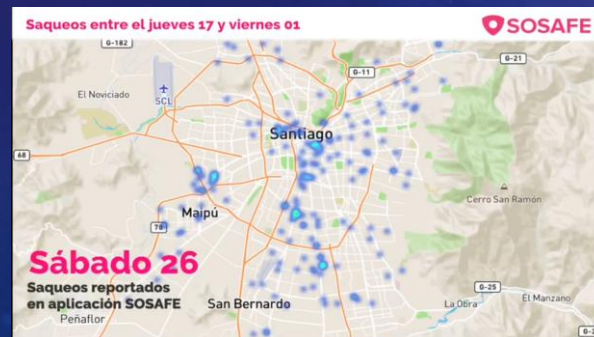 Saqueos entre el jueves 17 y viernes 01
SOSAFE
G-182
G-21
G-11
El Noviciado
SCL
Santiago
68
Cerro San Ramón
Maipú
78
Sábado 26
Saqueos reportados
en aplicación SOSAFE
G-25
San Bernardo
La Obra
El Manzano
Peñaflor